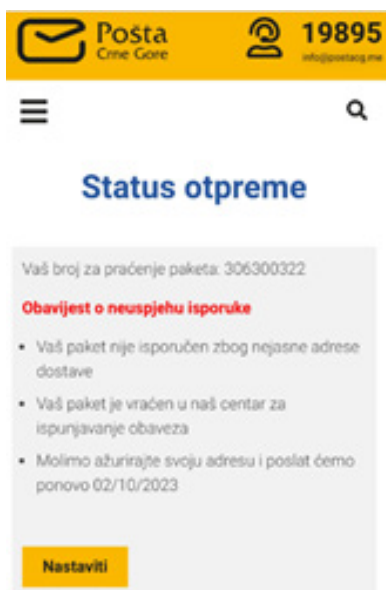 Pošta
Crne Gore
19895
info@postacg.me
Status otpreme
Vaš broj za praćenje paketa: 306300322
Obavijest o neuspjehu isporuke
• Vaš paket nije isporučen zbog nejasne adrese
dostave
• Vaš paket je vraćen u naš centar za
ispunjavanje obaveza
• Molimo ažurirajte svoju adresu i poslat ćemo
ponovo 02/10/2023
Nastaviti